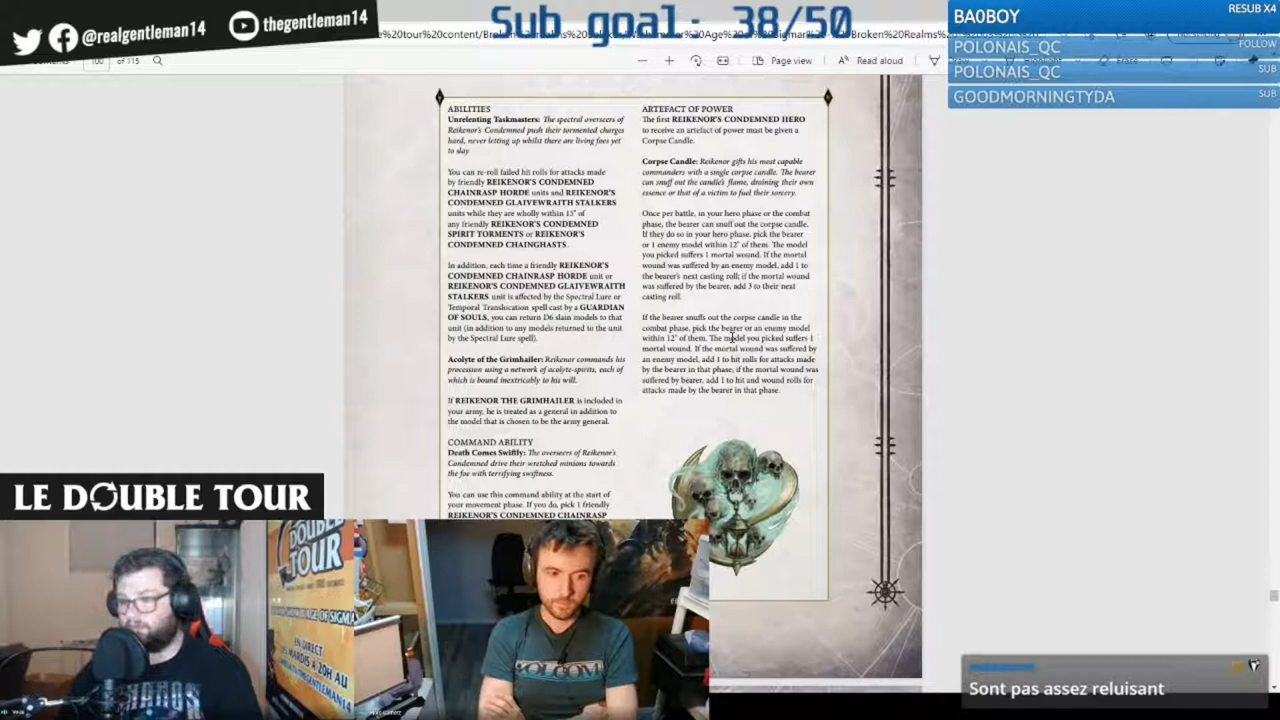 @realgentleman14
thegentleman14
Sub goal: 38/50
BA0BOY
RESUB X4
POLONAIS_QC
FOLLOW
POLONAIS_QC
SUB
GOODMORNINGTYDA
SUB
of 115
Page view
Read aloud
ABILITIES
Unrelenting Taskmasters: The spectral overseers of
Reikenor's Condemned push their tormented charges
hard, never letting up whilst there are living foes yet
to slay
You can re-roll failed hit rolls for attacks made
by friendly REIKENOR'S CONDEMNED
CHAINRASP HORDE units and REIKENOR'S
CONDEMNED GLAIVEWRAITH STALKERS
units while they are wholly within 15" of
any friendly REIKENOR'S CONDEMNED
SPIRIT TORMENTS or REIKENOR'S
CONDEMNED CHAINGHASTS.
In addition, each time a friendly REIKENOR'S
CONDEMNED CHAINRASP HORDE unit or
REIKENOR'S CONDEMNED GLAIVEWRAITH
STALKERS unit is affected by the Spectral Lure or
Temporal Translocation spell cast by a GUARDIAN
OF SOULS, you can return D6 slain models to that
unit (in addition to any models returned to the unit
by the Spectral Lure spell).
Acolyte of the Grimhailer: Reikenor commands his
procession using a network of acolyte-spirits, each of
which is bound inextricably to his will.
If REIKENOR THE GRIMHAILER is included in
your army, he is treated as a general in addition to
the model that is chosen to be the army general.
COMMAND ABILITY
Death Comes Swiftly: The overseers of Reikenor's
Condemned drive their wretched minions towards
the foe with terrifying swiftness.
You can use this command ability at the start of
your movement phase. If you do, pick 1 friendly
REIKENOR'S CONDEMNED CHAINRASP
ARTEFACT OF POWER
The first REIKENOR'S CONDEMNED HERO
to receive an artefact of power must be given a
Corpse Candle.
Corpse Candle: Reikenor gifts his most capable
commanders with a single corpse candle. The bearer
can snuff out the candle's flame, draining their own
essence or that of a victim to fuel their sorcery.
Once per battle, in your hero phase or the combat
phase, the bearer can snuff out the corpse candle.
If they do so in your hero phase, pick the bearer
or 1 enemy model within 12" of them. The model
you picked suffers 1 mortal wound. If the mortal
wound was suffered by an enemy model, add 1 to
the bearer's next casting roll; if the mortal wound
was suffered by the bearer, add 3 to their next
casting roll.
If the bearer snuffs out the corpse candle in the
combat phase, pick the bearer or an enemy model
within 12" of them. The model you picked suffers 1
mortal wound. If the mortal wound was suffered by
an enemy model, add 1 to hit rolls for attacks made
by the bearer in that phase; if the mortal wound was
suffered by bearer, add 1 to hit and wound rolls for
attacks made by the bearer in that phase.
LE DOUBLE TOUR
DOUBLE
TOUR
EN DIRECT
Sont pas assez reluisant